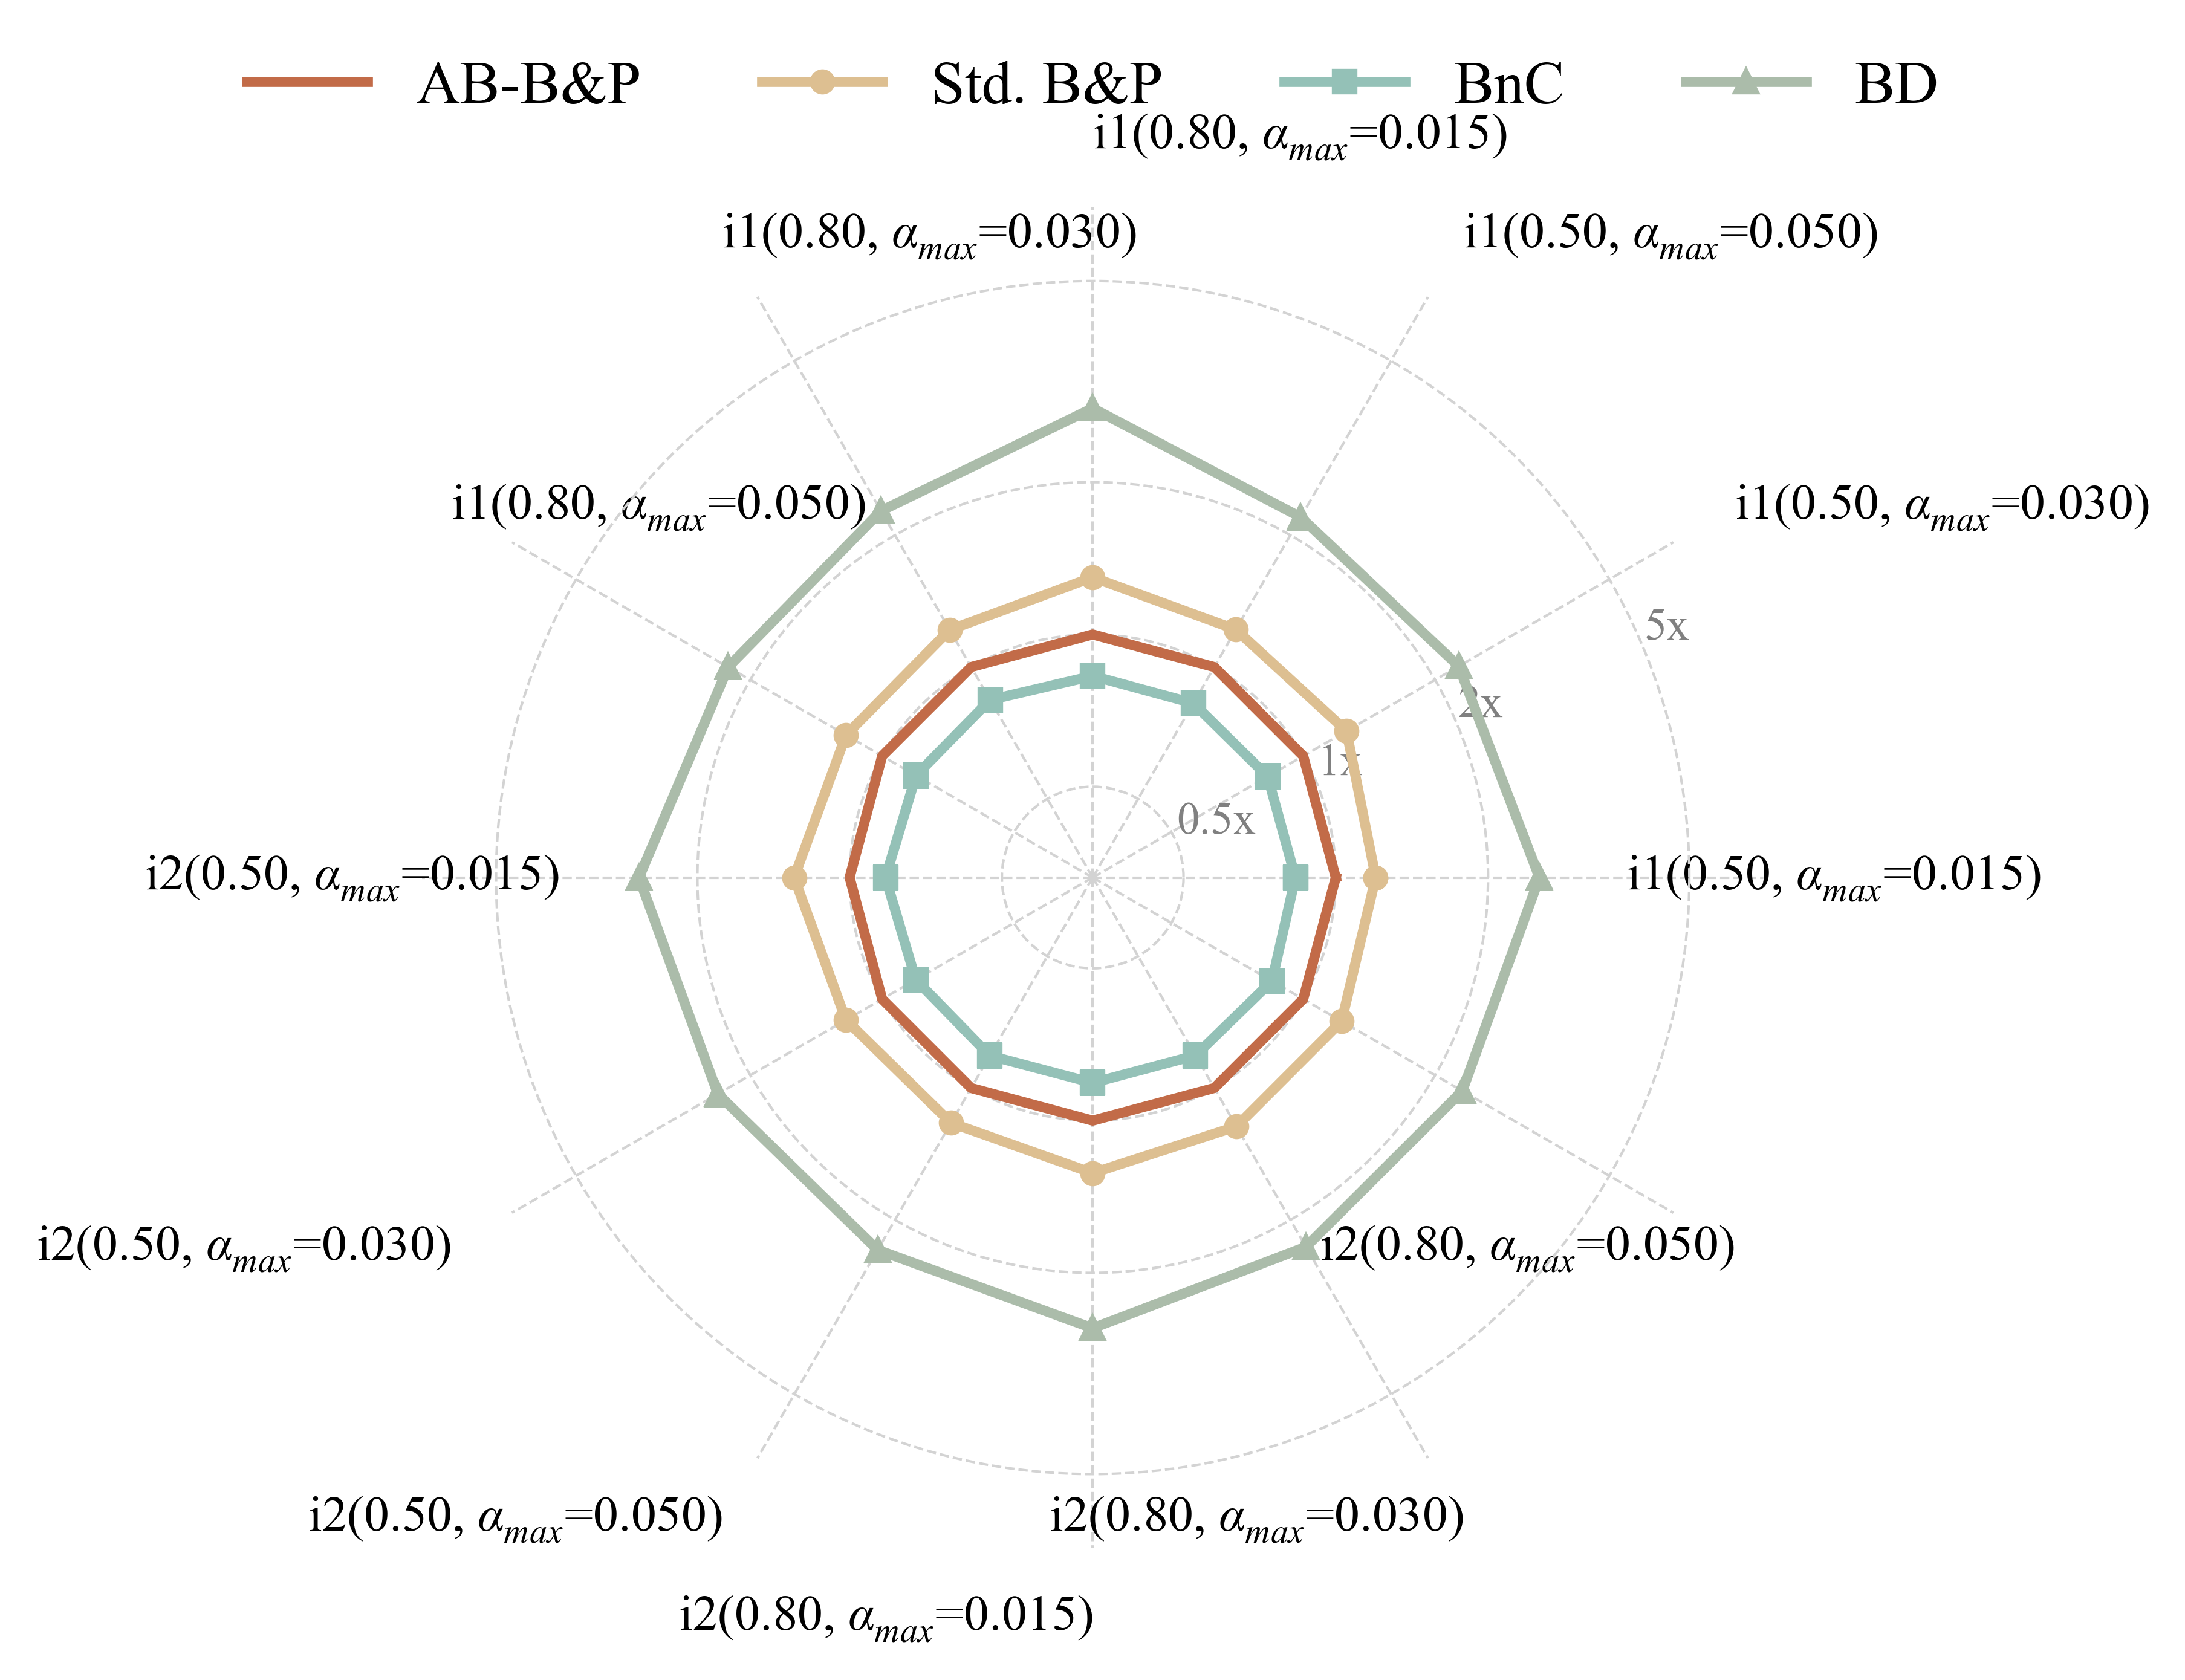 AB-B&P Std. B&P BnC BD
i1(0.80, αmax=0.015)
i1(0.80, αmax=0.030)
i1(0.50, αmax=0.050)
i1(0.80, αmax=0.050)
i1(0.50, αmax=0.030)
5x
2x
1x
0.5x
i2(0.50, αmax=0.015)
i1(0.50, αmax=0.015)
i2(0.50, αmax=0.030)
i2(0.80, αmax=0.050)
i2(0.50, αmax=0.050)
i2(0.80, αmax=0.030)
i2(0.80, αmax=0.015)